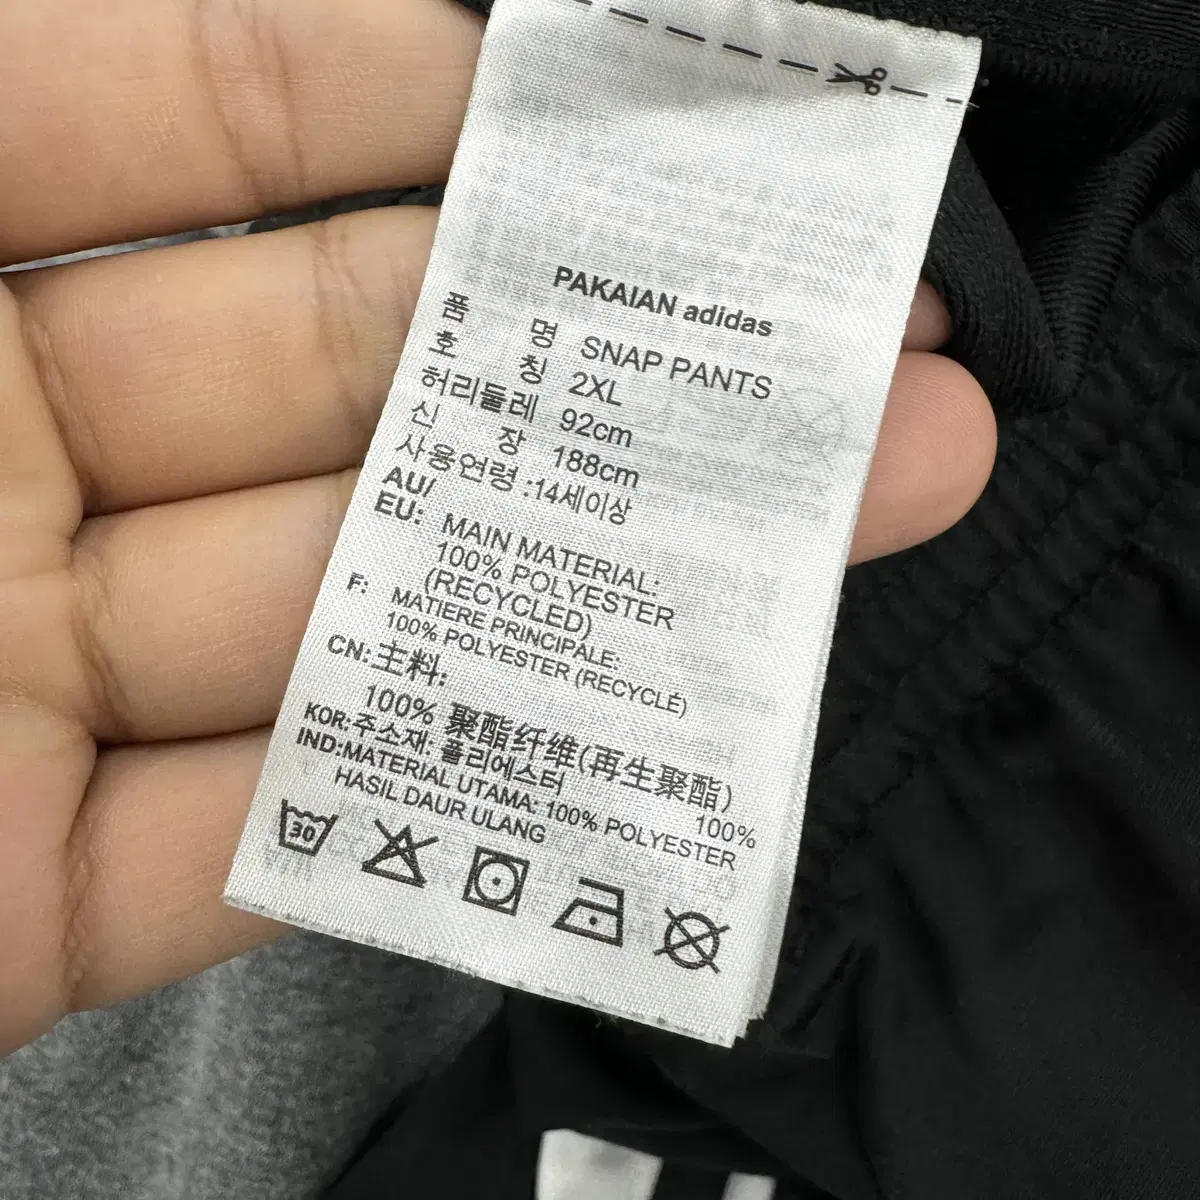 PAKAIAN adidas
품 명 SNAP PANTS
호 칭 2XL
허리둘레 92cm
신 장 188cm
사용연령 :14세이상
AU/
EU: MAIN MATERIAL:
100% POLYESTER
(RECYCLED)
F: MATIERE PRINCIPALE:
100% POLYESTER (RECYCLÉ)
CN:主料:
100% 聚酯纤维(再生聚酯)
KOR:주소재: 폴리에스터 100%
IND:MATERIAL UTAMA: 100% POLYESTER
HASIL DAUR ULANG
30